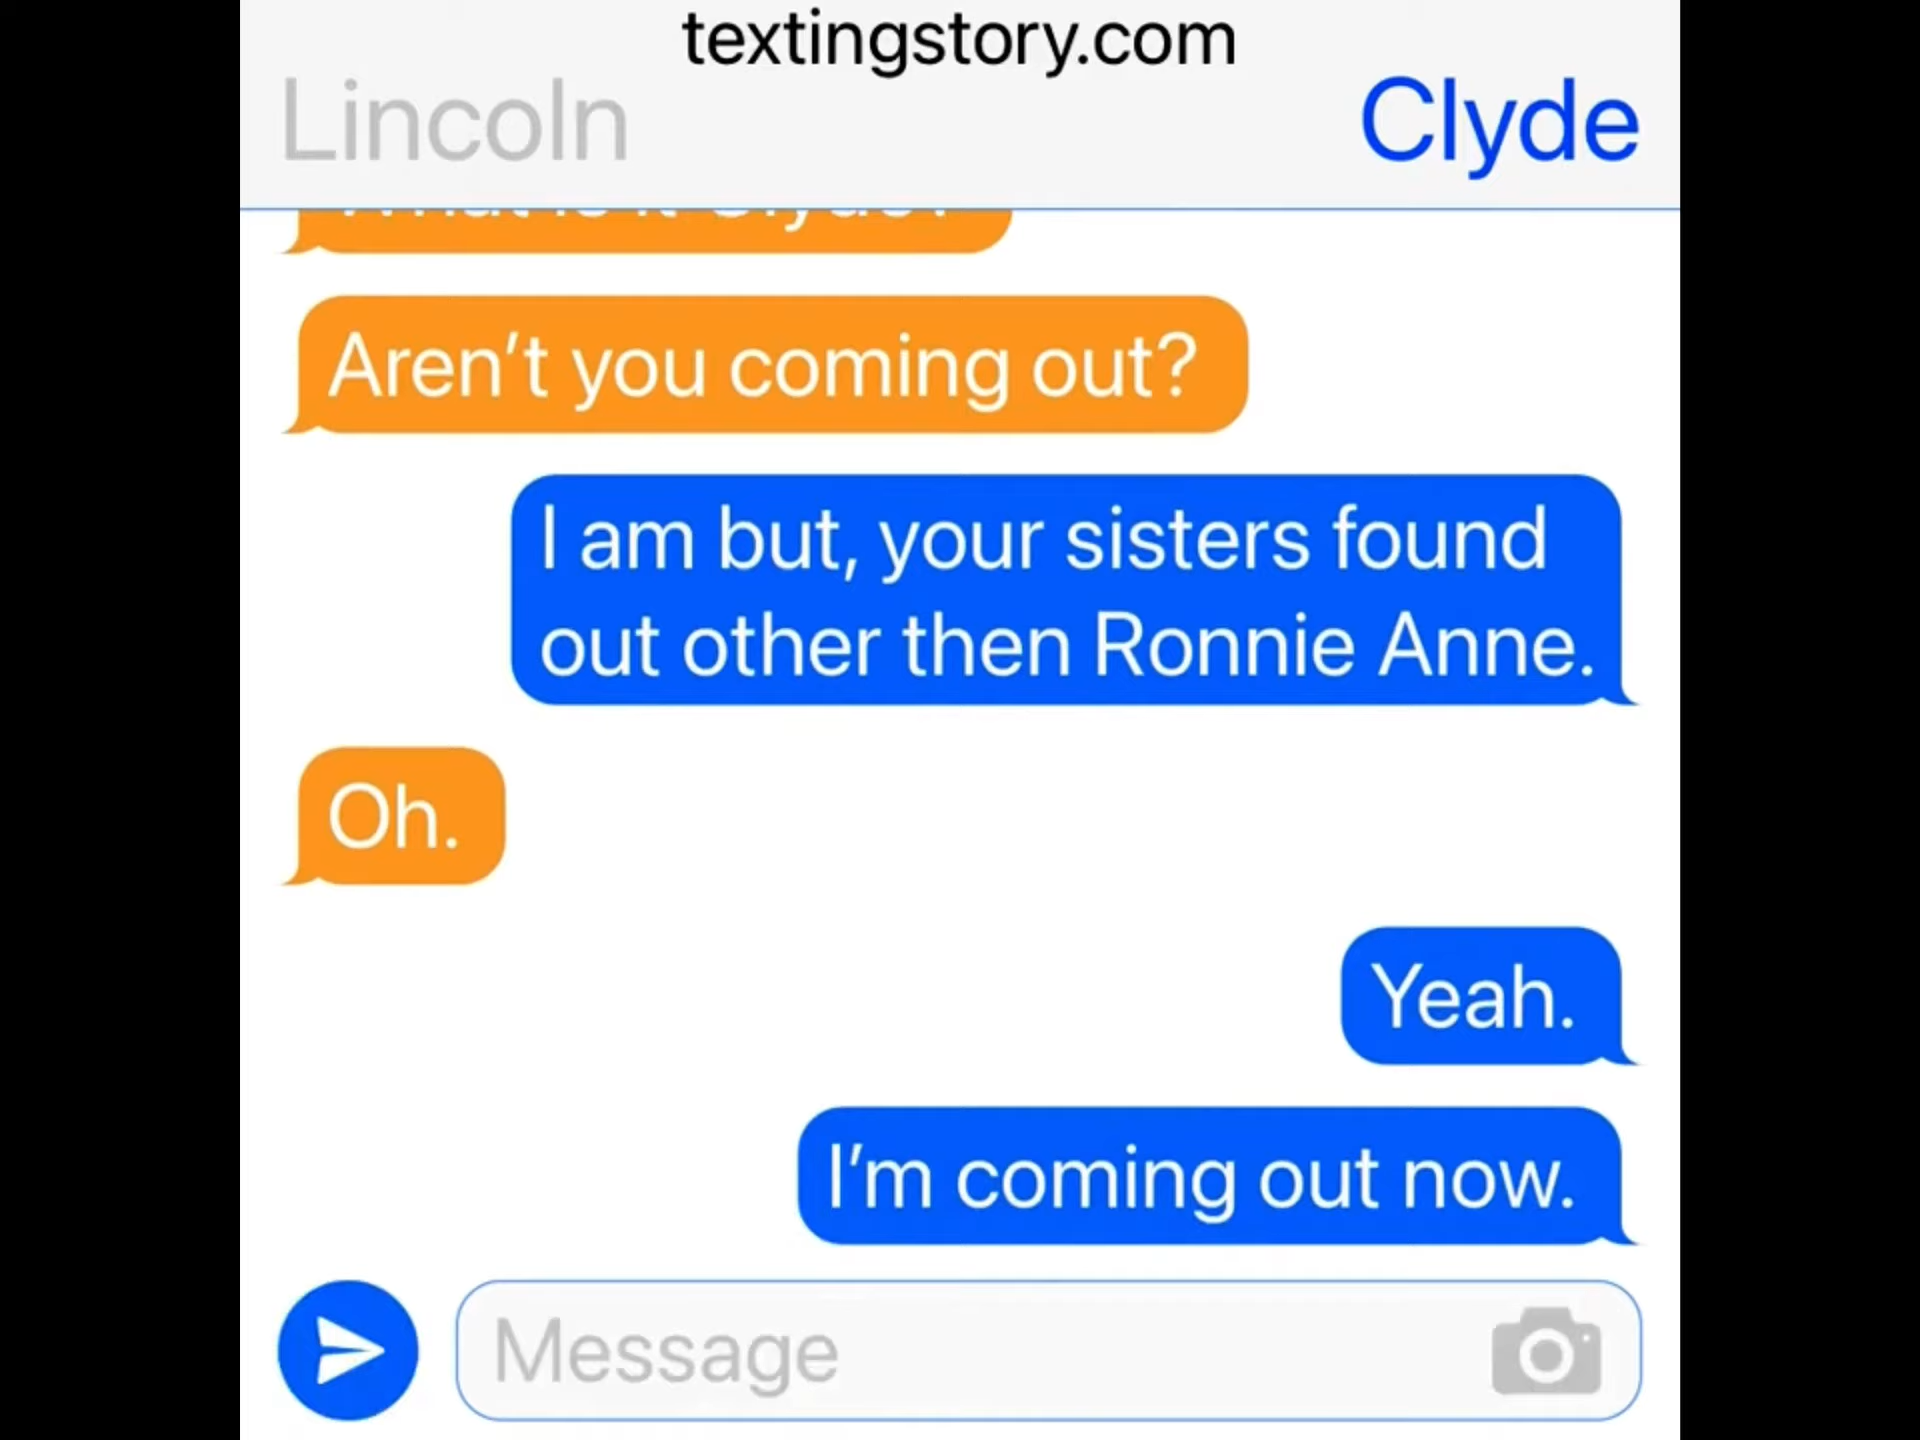 textingstory.com
Lincoln
Clyde
Aren't you coming out?
I am but, your sisters found
out other then Ronnie Anne.
Oh.
Yeah.
I'm coming out now.
Message